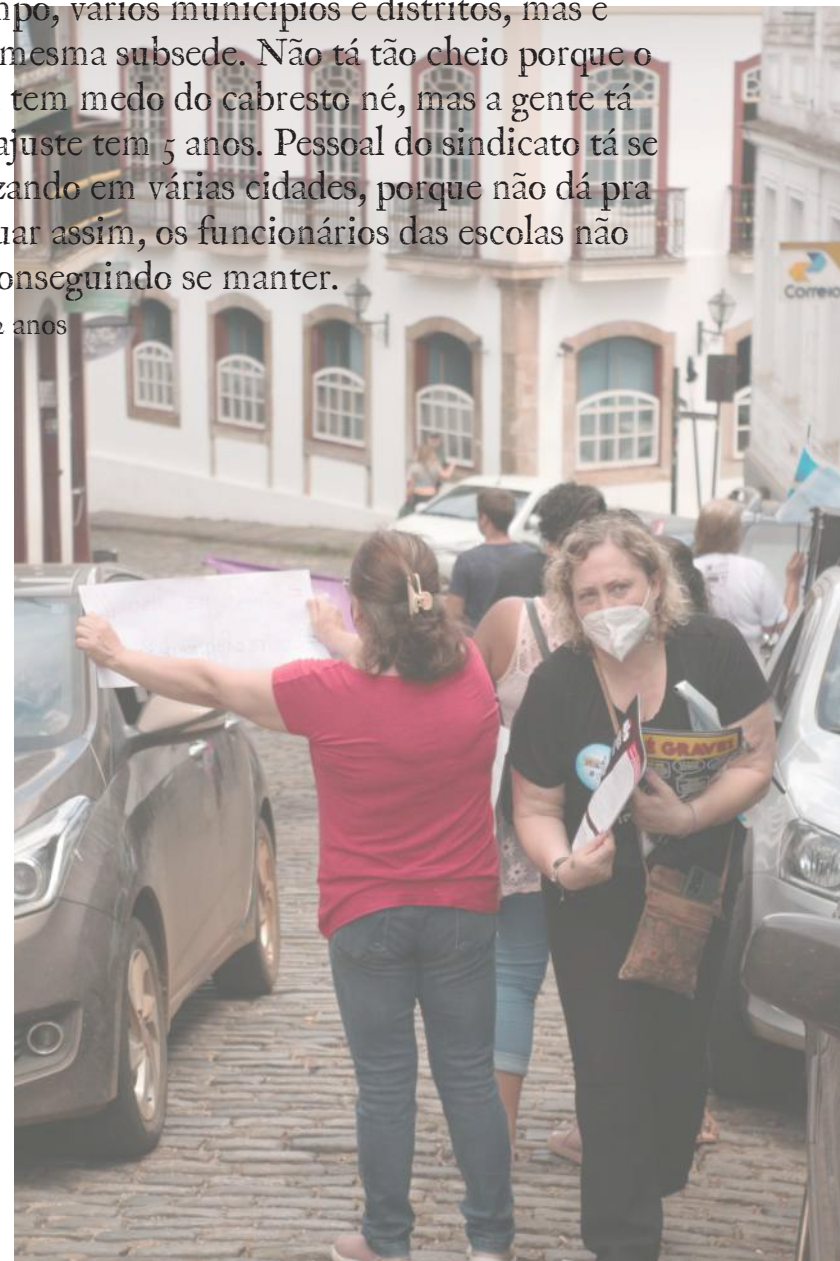 mpo, vários municípios e distritos, mas é
mesma subsede. Não tá tão cheio porque o
tem medo do cabresto né, mas a gente tá
ajuste tem 5 anos. Pessoal do sindicato tá se
zando em várias cidades, porque não dá pra
uar assim, os funcionários das escolas não
onseguindo se manter.
2 anos
Correios
É GRAVE!